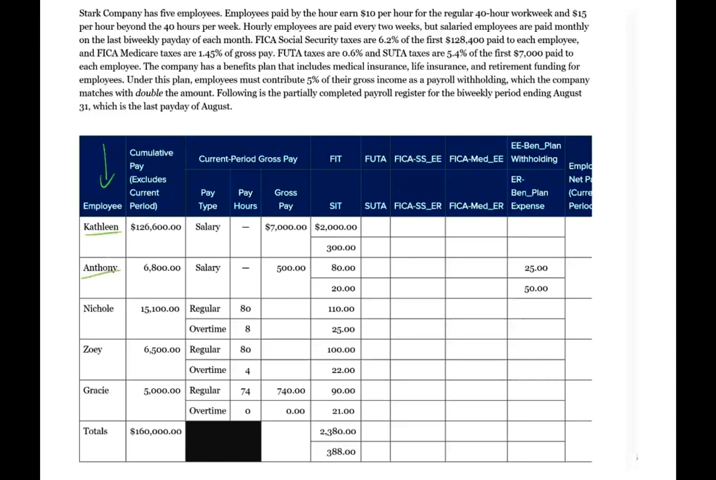 Stark Company has five employees. Employees paid by the hour earn $10 per hour for the regular 40-hour workweek and $15
per hour beyond the 40 hours per week. Hourly employees are paid every two weeks, but salaried employees are paid monthly
on the last biweekly payday of each month. FICA Social Security taxes are 6.2% of the first $128,400 paid to each employee,
and FICA Medicare taxes are 1.45% of gross pay. FUTA taxes are 0.6% and SUTA taxes are 5.4% of the first $7,000 paid to
each employee. The company has a benefits plan that includes medical insurance, life insurance, and retirement funding for
employees. Under this plan, employees must contribute 5% of their gross income as a payroll withholding, which the company
matches with double the amount. Following is the partially completed payroll register for the biweekly period ending August
31, which is the last payday of August.
Employee
Cumulative
Pay
(Excludes
Current
Period)
Current-Period Gross Pay
Pay
Type
Pay
Hours
Gross
Pay
FIT
SIT
FUTA
SUTA
FICA-SS_EE
FICA-SS_ER
FICA-Med_EE
FICA-Med_ER
EE-Ben_Plan
Withholding
ER-
Ben_Plan
Expense
Emplo
Net Pa
(Curre
Period
Kathleen $126,600.00 Salary — $7,000.00 $2,000.00
300.00
Anthony 6,800.00 Salary — 500.00 80.00 25.00
20.00 50.00
Nichole 15,100.00 Regular 80 110.00
Overtime 8 25.00
Zoey 6,500.00 Regular 80 100.00
Overtime 4 22.00
Gracie 5,000.00 Regular 74 740.00 90.00
Overtime 0 0.00 21.00
Totals $160,000.00 2,380.00
388.00